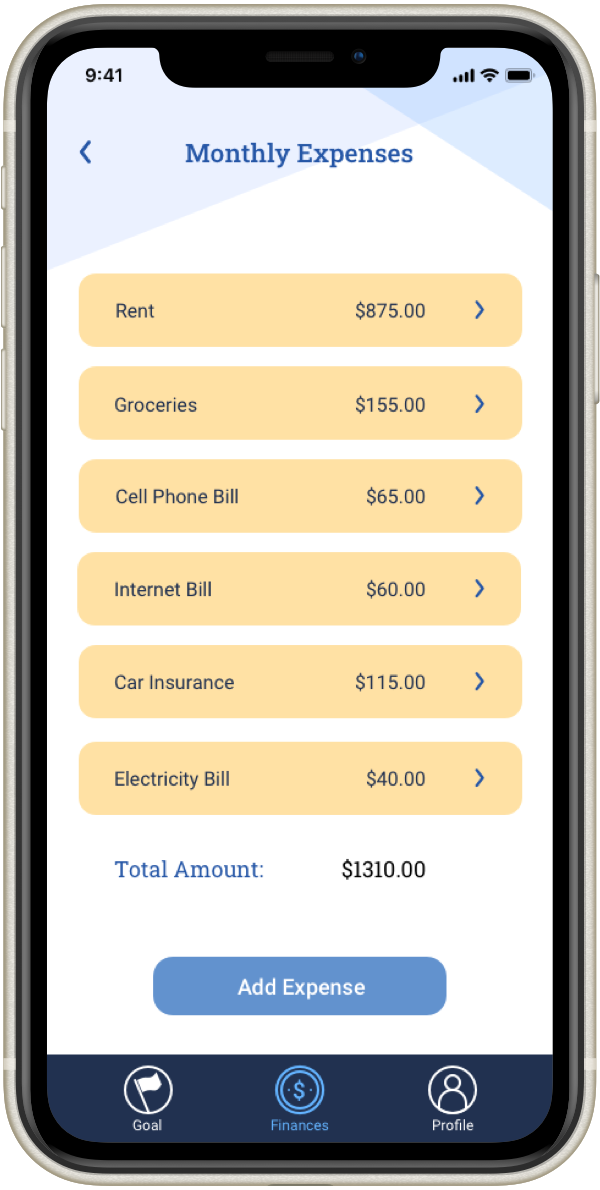 9:41
Monthly Expenses
Rent $875.00
Groceries $155.00
Cell Phone Bill $65.00
Internet Bill $60.00
Car Insurance $115.00
Electricity Bill $40.00
Total Amount: $1310.00
Add Expense
Goal Finances Profile